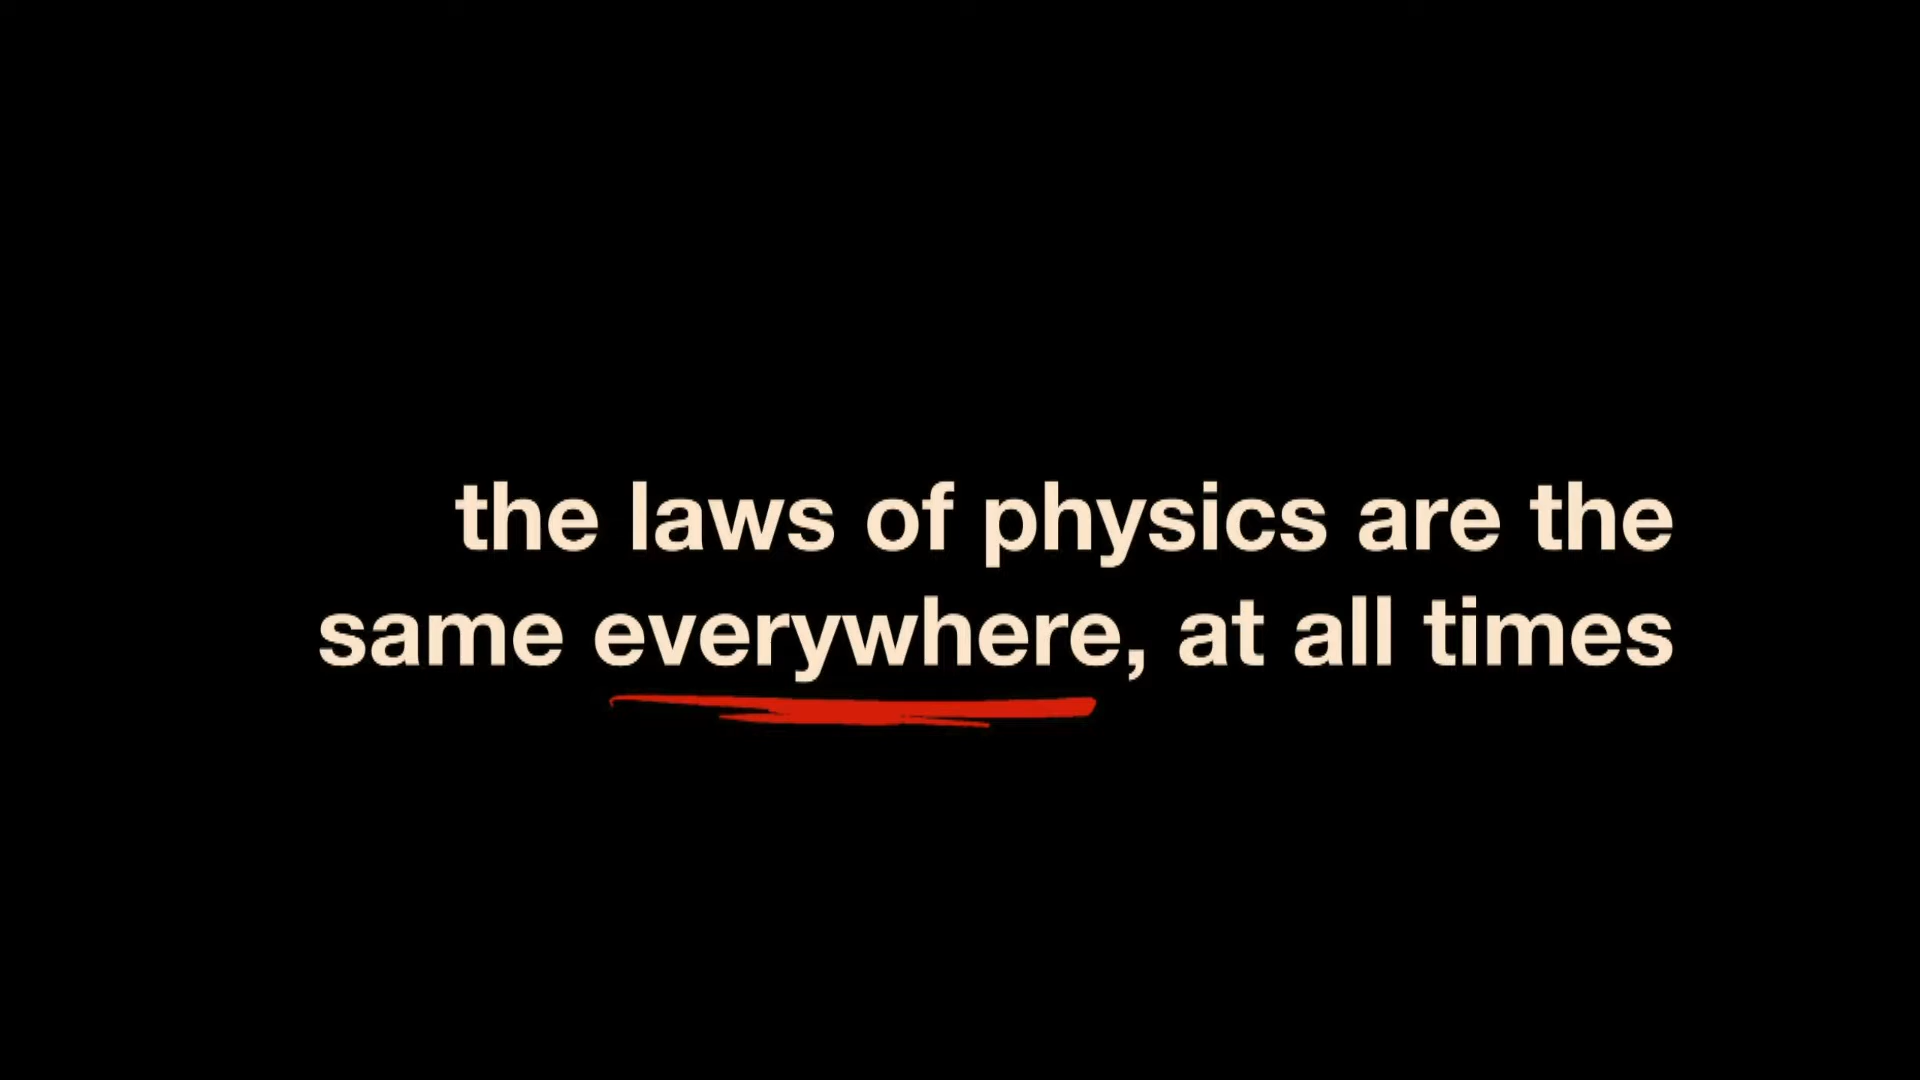 the laws of physics are the
same everywhere, at all times